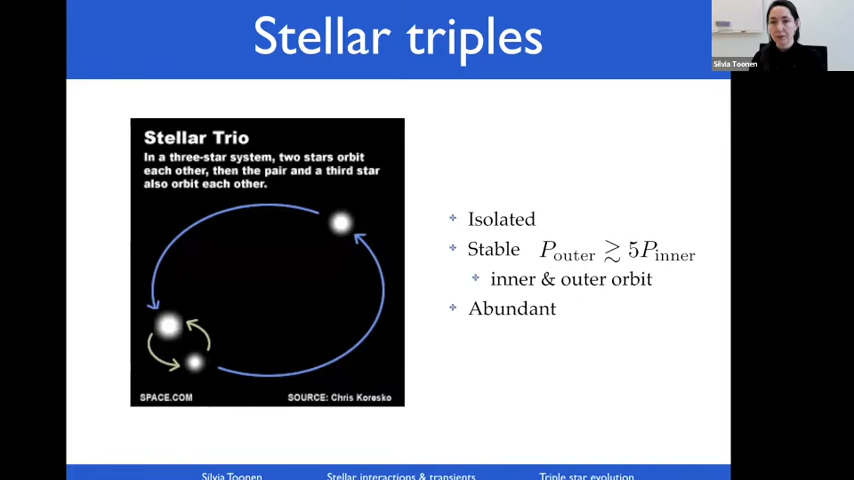 Stellar triples
Silvia Toonen
Stellar Trio
In a three-star system, two stars orbit
each other, then the pair and a third star
also orbit each other.
SPACE.COM
SOURCE: Chris Koresko
Isolated
Stable P_outer ≳ 5P_inner
inner & outer orbit
Abundant
Silvia Toonen
Stellar interactions & transients
Triple star evolution